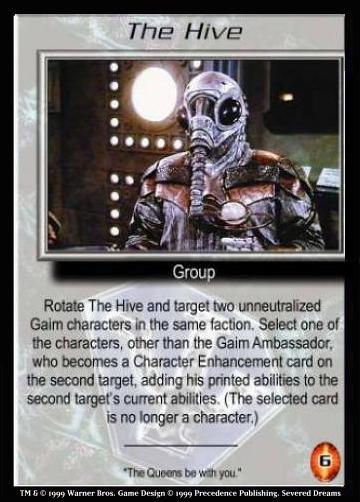 The Hive
Group
Rotate The Hive and target two unneutralized
Gaim characters in the same faction. Select one of
the characters, other than the Gaim Ambassador,
who becomes a Character Enhancement card on
the second target, adding his printed abilities to the
second target's current abilities. (The selected card
is no longer a character.)
"The Queens be with you."
6
TM & © 1999 Warner Bros. Game Design © 1999 Precedence Publishing. Severed Dreams